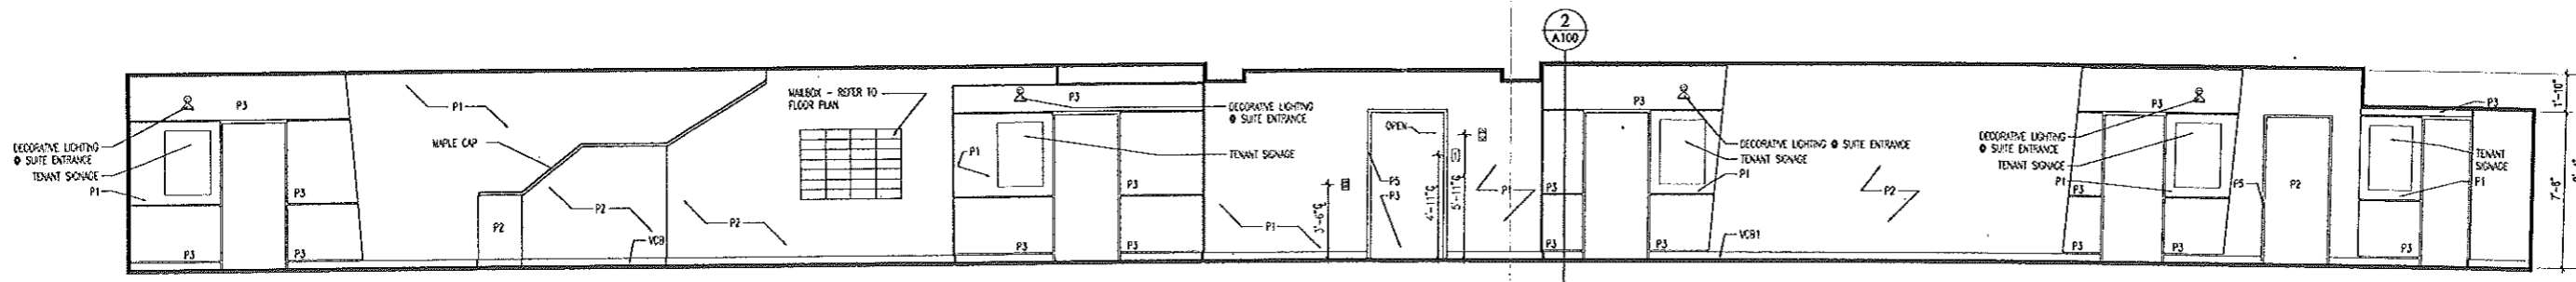 2
A100
P3
P1
MAPLE CAP
MAILBOX - REFER TO
FLOOR PLAN
P3
DECORATIVE LIGHTING
@ SUITE ENTRANCE
TENANT SIGNAGE
P1
DECORATIVE LIGHTING
@ SUITE ENTRANCE
TENANT SIGNAGE
P1
P3
P3
P3
P2
P2
P2
VCB
P3
P3
P3
P1
3'-6"
OPEN
P5
P3
4'-11"
5'-11"
P1
P3
P3
P3
P3
DECORATIVE LIGHTING @ SUITE ENTRANCE
TENANT SIGNAGE
P1
P2
VCB1
P3
DECORATIVE LIGHTING
@ SUITE ENTRANCE
TENANT SIGNAGE
P1
P3
P3
P3
P5
P2
P3
TENANT
SIGNAGE
P1
P3
1'-10"
7'-8"